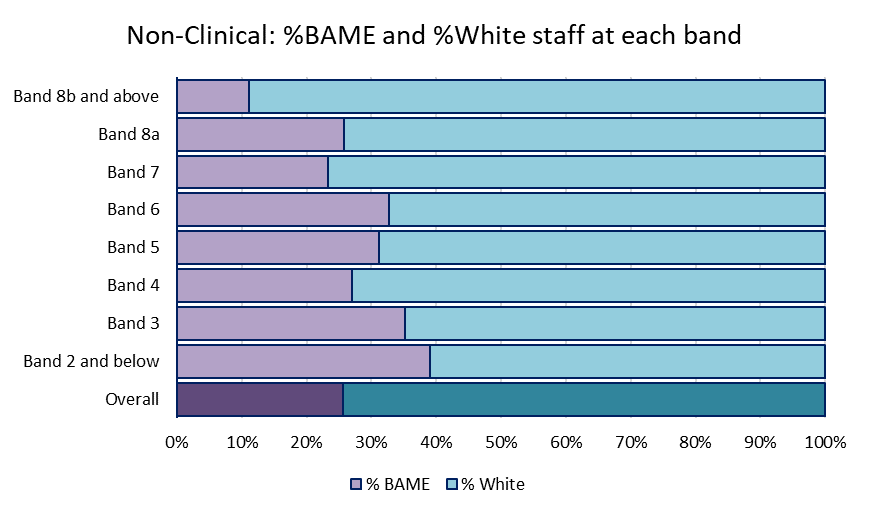 Non-Clinical: %BAME and %White staff at each band
Band 8b and above
Band 8a
Band 7
Band 6
Band 5
Band 4
Band 3
Band 2 and below
Overall
0% 10% 20% 30% 40% 50% 60% 70% 80% 90% 100%
% BAME % White